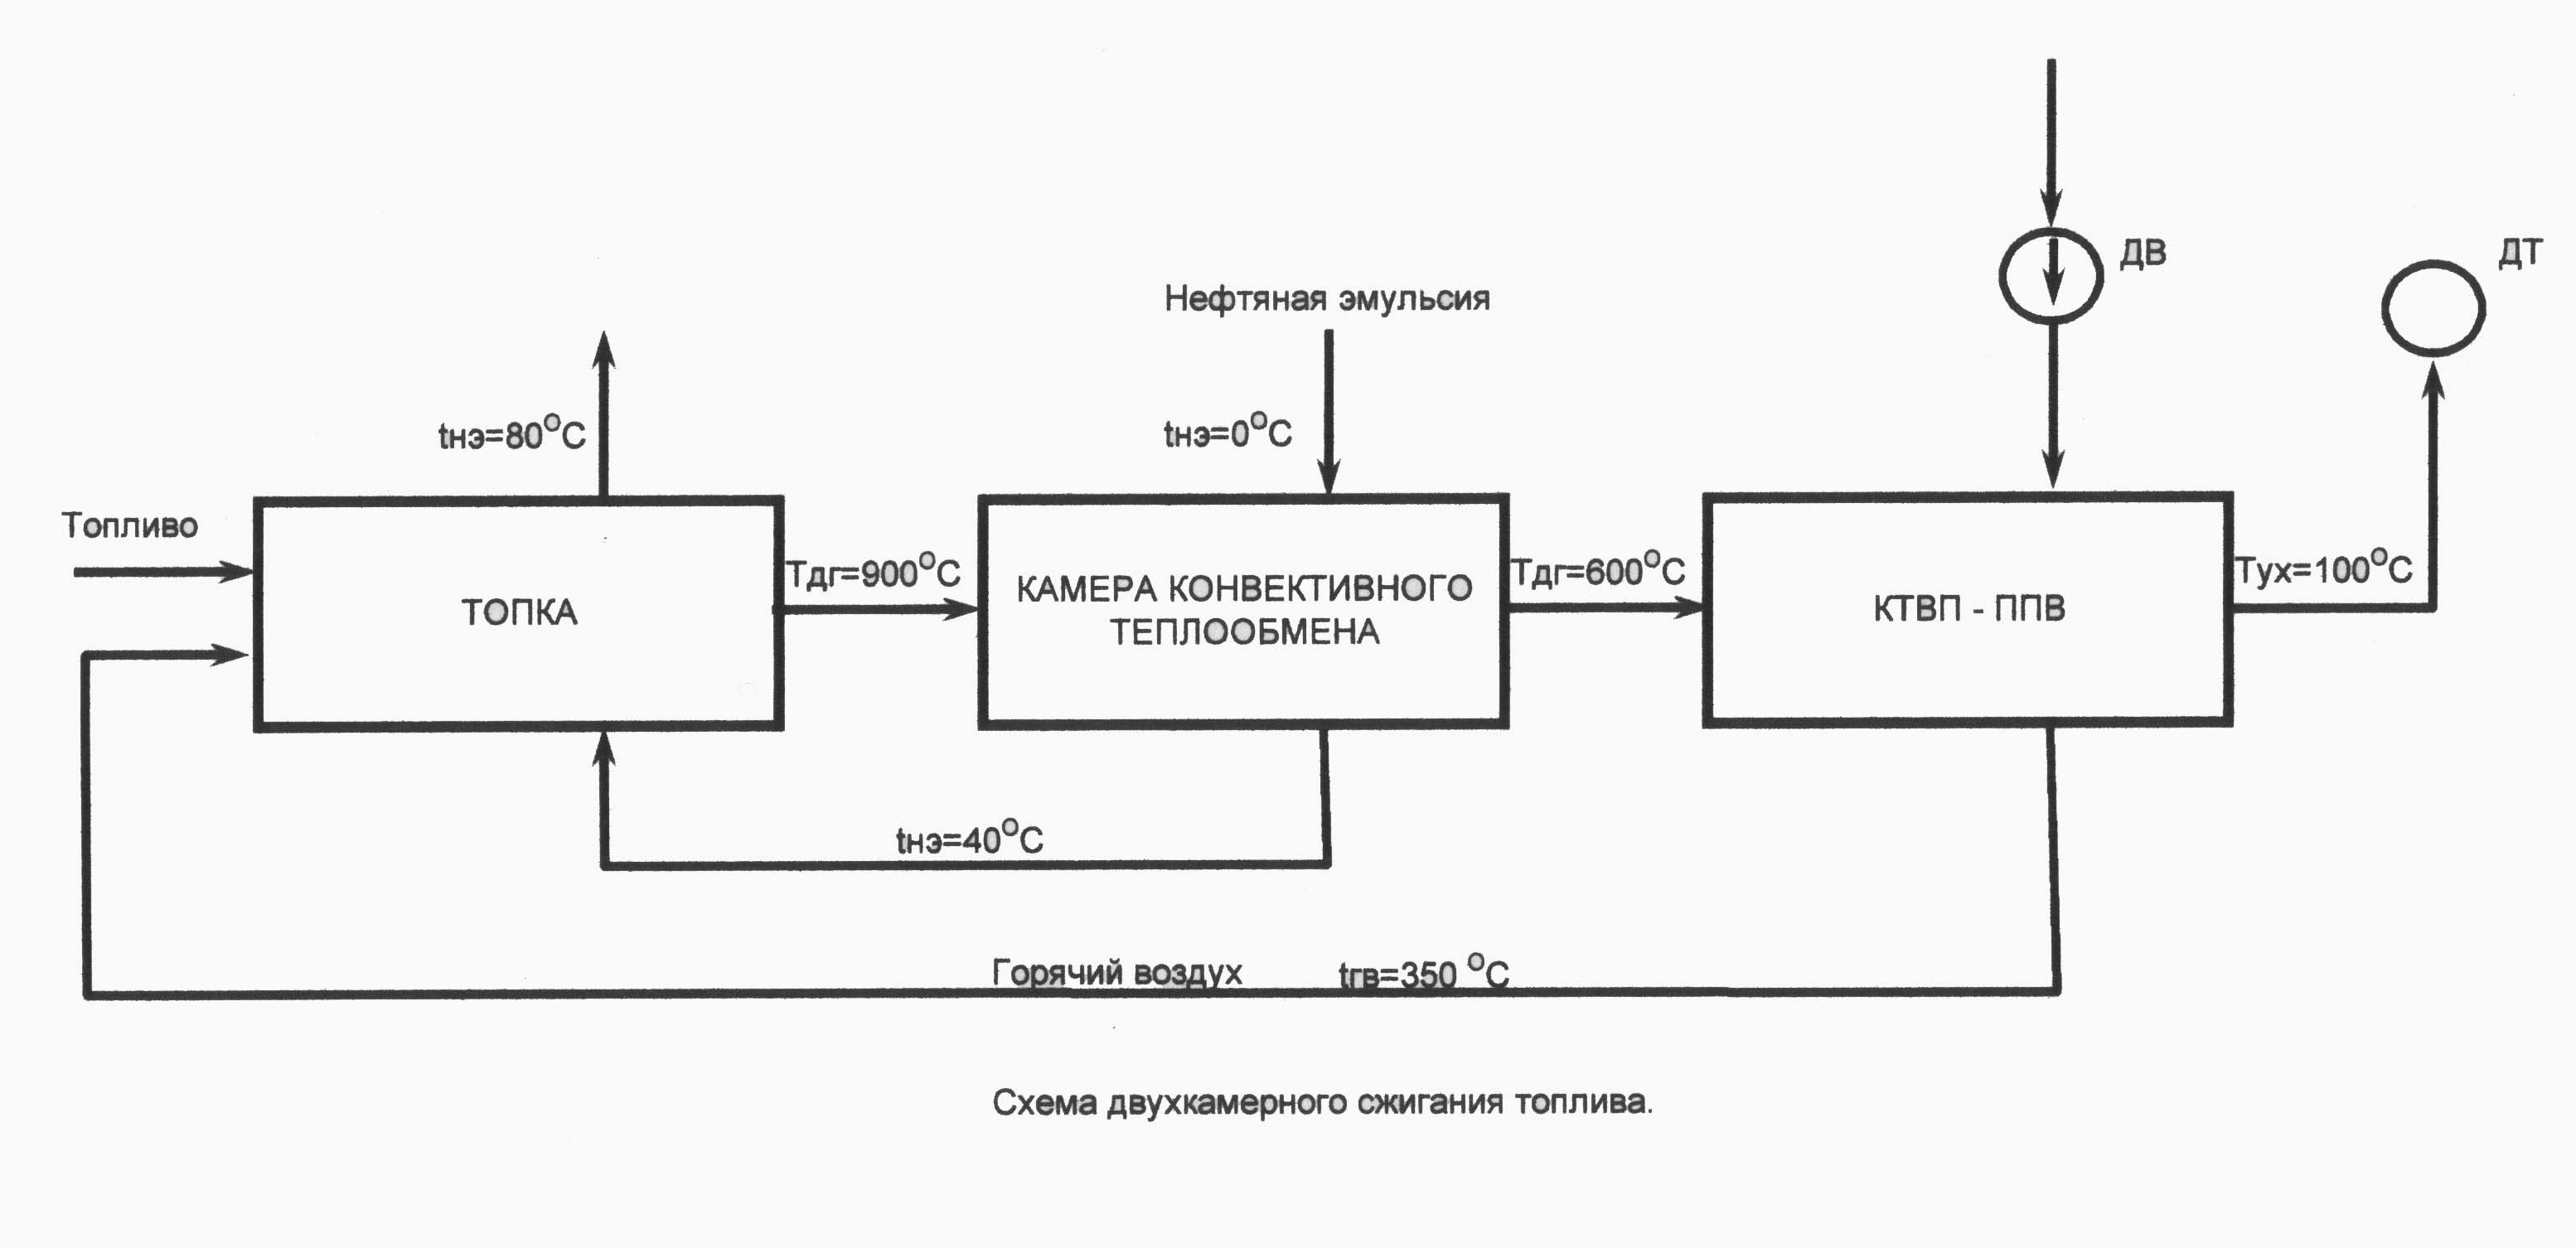 ДВ
ДТ
Нефтяная эмульсия
tнэ=80°С
tнэ=0°С
Топливо
Тдг=900°С
Тдг=600°С
Тух=100°С
ТОПКА
КАМЕРА КОНВЕКТИВНОГО
ТЕПЛООБМЕНА
КТВП - ППВ
tнэ=40°С
Горячий воздух tгв=350 °С
Схема двухкамерного сжигания топлива.